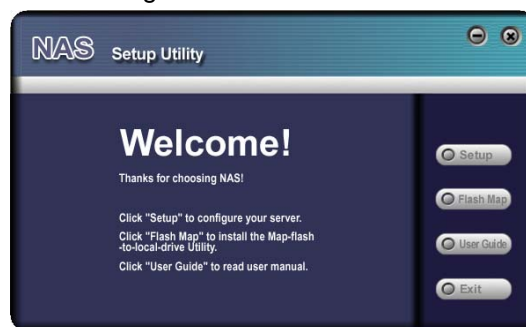 NAS Setup Utility
Welcome!
Thanks for choosing NAS!
Click "Setup" to configure your server.
Click "Flash Map" to install the Map-flash
-to-local-drive Utility.
Click "User Guide" to read user manual.
Setup
Flash Map
User Guide
Exit